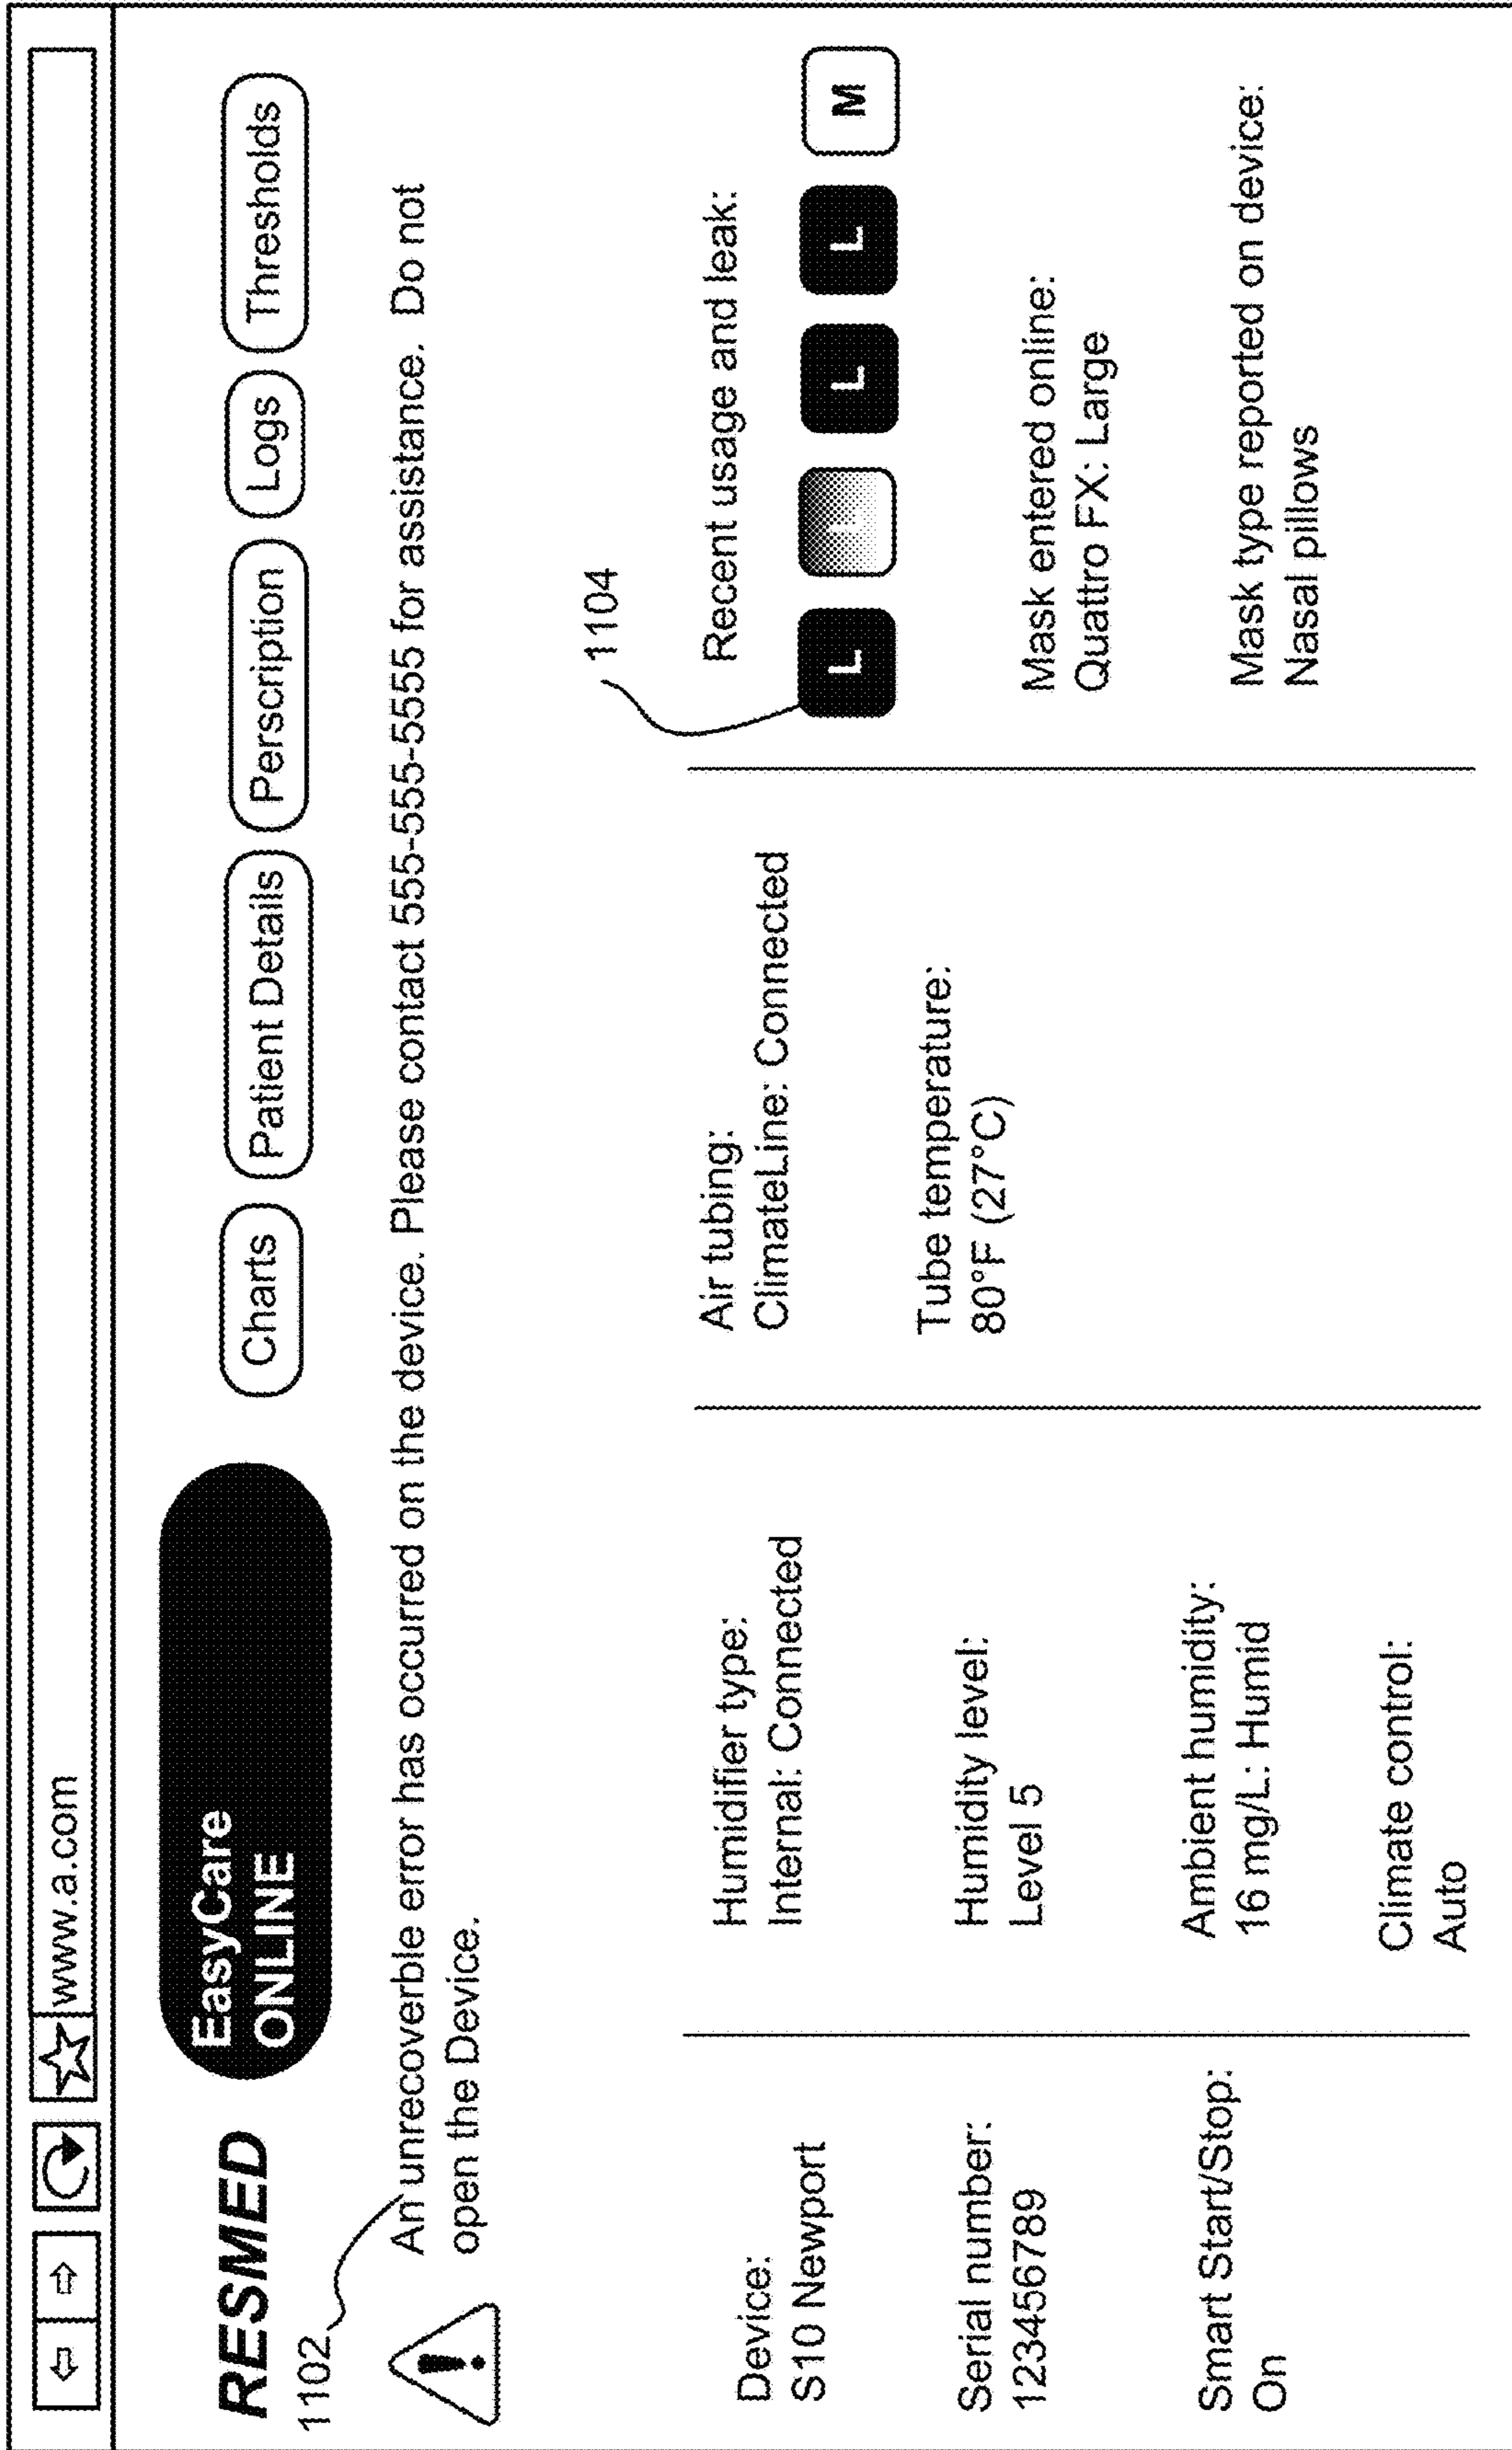 www.a.com
RESMED
EasyCare
ONLINE
Charts
Patient Details
Perscription
Logs
Thresholds
1102
An unrecoverble error has occurred on the device. Please contact 555-555-5555 for assistance. Do not
open the Device.
1104
Device:
S10 Newport
Serial number:
123456789
Smart Start/Stop:
On
Humidifier type:
Internal: Connected
Humidity level:
Level 5
Ambient humidity:
16 mg/L: Humid
Climate control:
Auto
Air tubing:
ClimateLine: Connected
Tube temperature:
80°F (27°C)
Recent usage and leak:
L L L M
Mask entered online:
Quattro FX: Large
Mask type reported on device:
Nasal pillows